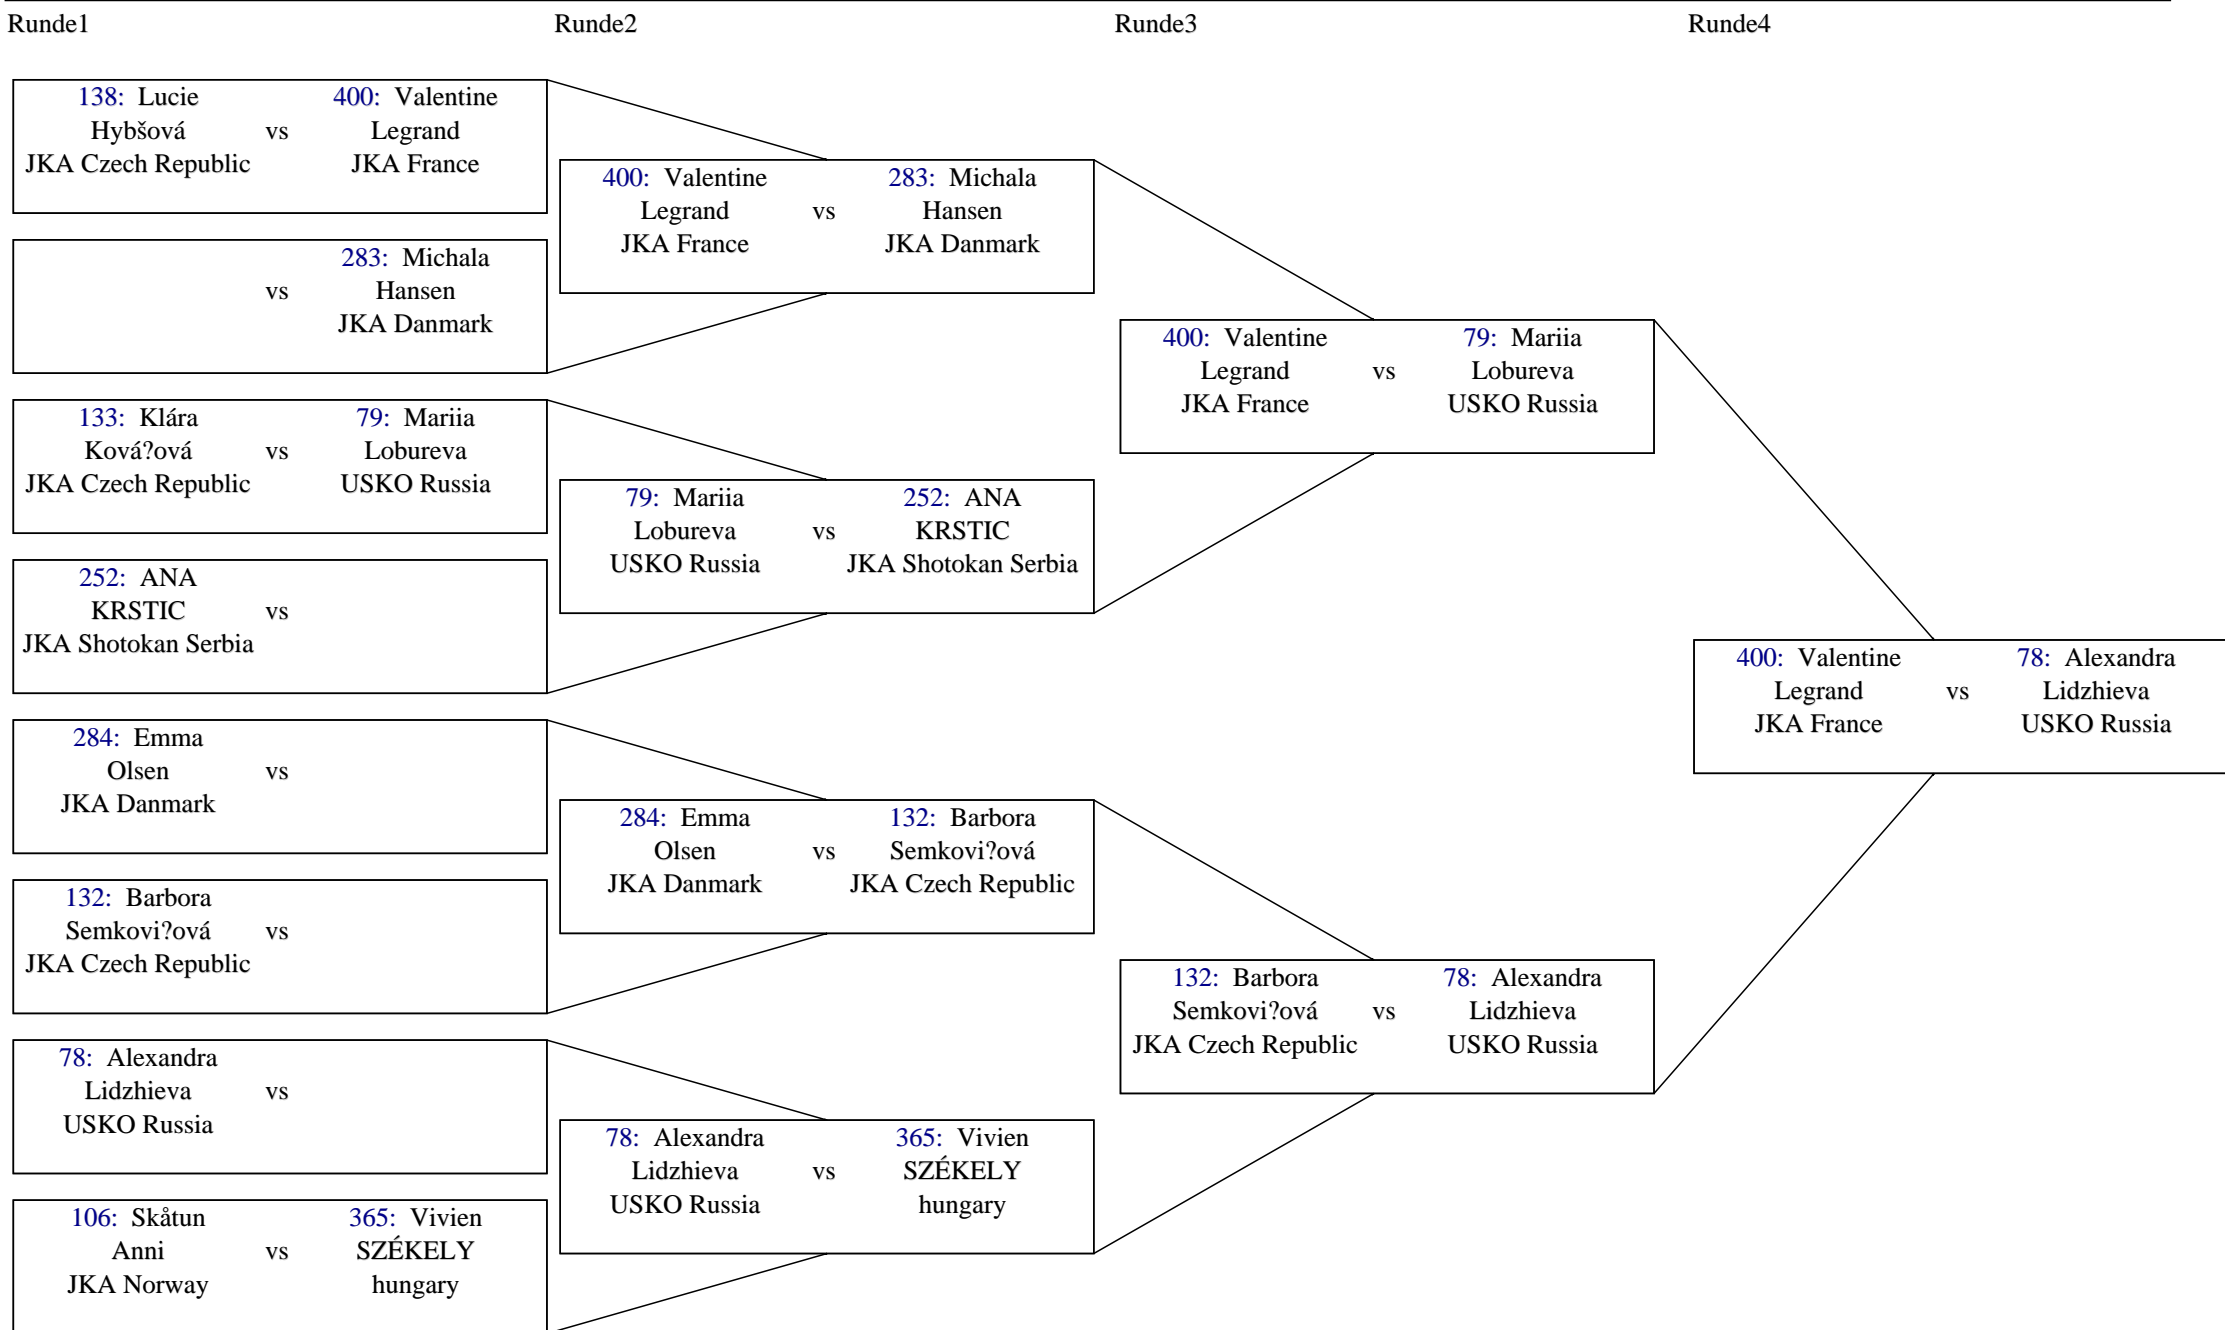 Runde1 Runde2 Runde3 Runde4
138: Lucie 400: Valentine
Hybšová vs Legrand
JKA Czech Republic JKA France
vs 283: Michala
Hansen
JKA Danmark
133: Klára 79: Mariia
Ková?ová vs Lobureva
JKA Czech Republic USKO Russia
252: ANA
KRSTIC vs
JKA Shotokan Serbia
284: Emma
Olsen vs
JKA Danmark
132: Barbora
Semkovi?ová vs
JKA Czech Republic
78: Alexandra
Lidzhieva vs
USKO Russia
106: Skåtun 365: Vivien
Anni vs SZÉKELY
JKA Norway hungary
400: Valentine 283: Michala
Legrand vs Hansen
JKA France JKA Danmark
79: Mariia 252: ANA
Lobureva vs KRSTIC
USKO Russia JKA Shotokan Serbia
284: Emma 132: Barbora
Olsen vs Semkovi?ová
JKA Danmark JKA Czech Republic
78: Alexandra 365: Vivien
Lidzhieva vs SZÉKELY
USKO Russia hungary
400: Valentine 79: Mariia
Legrand vs Lobureva
JKA France USKO Russia
132: Barbora 78: Alexandra
Semkovi?ová vs Lidzhieva
JKA Czech Republic USKO Russia
400: Valentine 78: Alexandra
Legrand vs Lidzhieva
JKA France USKO Russia